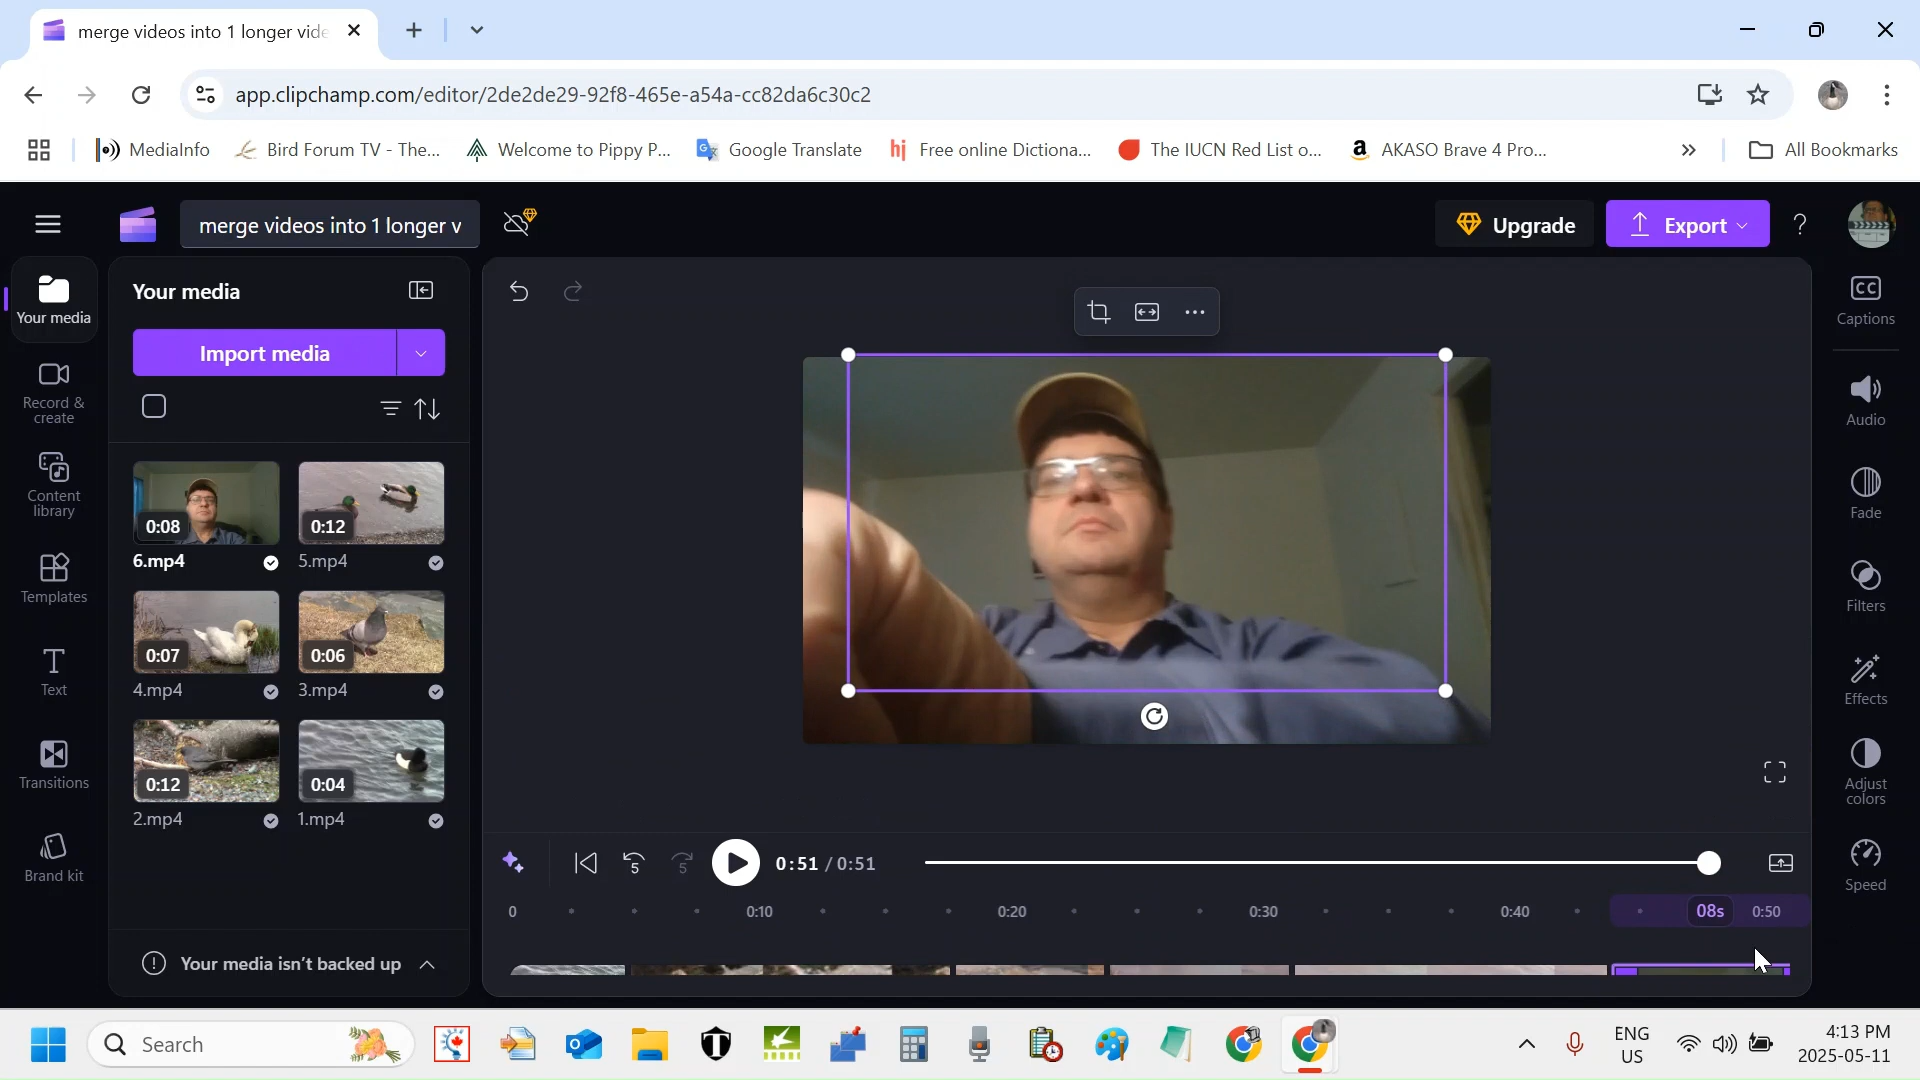 merge videos into 1 longer vide
app.clipchamp.com/editor/2de2de29-92f8-465e-a54a-cc82da6c30c2
MediaInfo
Bird Forum TV - The...
Welcome to Pippy P...
Google Translate
hi Free online Dictiona...
The IUCN Red List o...
a AKASO Brave 4 Pro...
» All Bookmarks
merge videos into 1 longer v
Upgrade
Export
?
Your media
Record & create
Content library
Templates
Text
Transitions
Brand kit
Your media
Import media
0:08
6.mp4
0:12
5.mp4
0:07
4.mp4
0:06
3.mp4
0:12
2.mp4
0:04
1.mp4
Your media isn't backed up
CC
Captions
Audio
Fade
Filters
Effects
Adjust colors
Speed
5
5
0:51 / 0:51
0
0:10
0:20
0:30
0:40
08s
0:50
Search
ENG
US
4:13 PM
2025-05-11